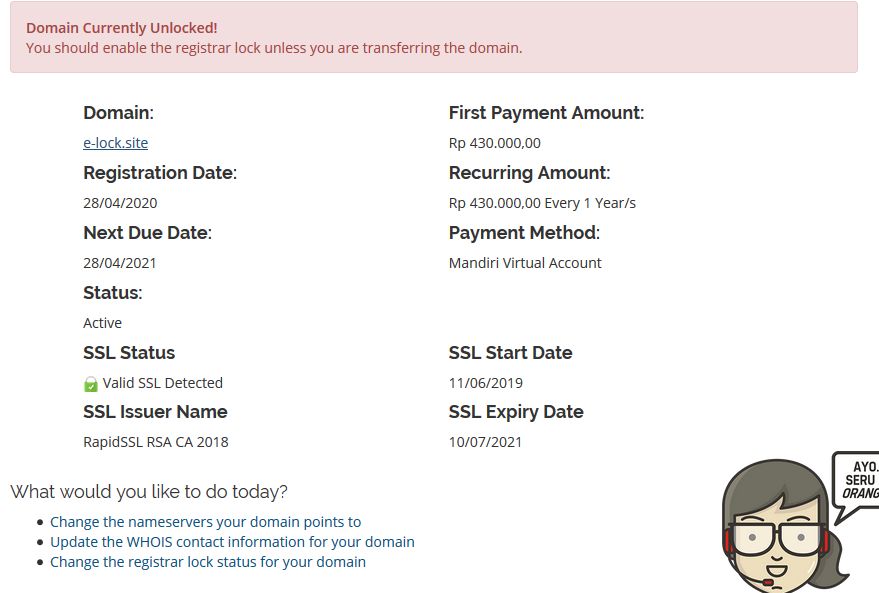 Domain Currently Unlocked!
You should enable the registrar lock unless you are transferring the domain.
Domain:
e-lock.site
Registration Date:
28/04/2020
Next Due Date:
28/04/2021
Status:
Active
First Payment Amount:
Rp 430.000,00
Recurring Amount:
Rp 430.000,00 Every 1 Year/s
Payment Method:
Mandiri Virtual Account
SSL Status
Valid SSL Detected
SSL Issuer Name
RapidSSL RSA CA 2018
SSL Start Date
11/06/2019
SSL Expiry Date
10/07/2021
What would you like to do today?
Change the nameservers your domain points to
Update the WHOIS contact information for your domain
Change the registrar lock status for your domain
AYO.
SERU
ORANG